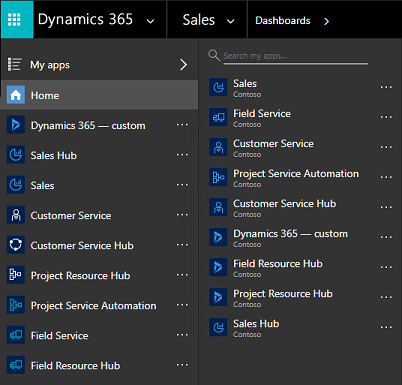 Dynamics 365 Sales Dashboards
My apps
Home
Dynamics 365 — custom
Sales Hub
Sales
Customer Service
Customer Service Hub
Project Resource Hub
Project Service Automation
Field Service
Field Resource Hub
Search my apps...
Sales
Contoso
Field Service
Contoso
Customer Service
Contoso
Project Service Automation
Contoso
Customer Service Hub
Contoso
Dynamics 365 — custom
Contoso
Field Resource Hub
Contoso
Project Resource Hub
Contoso
Sales Hub
Contoso